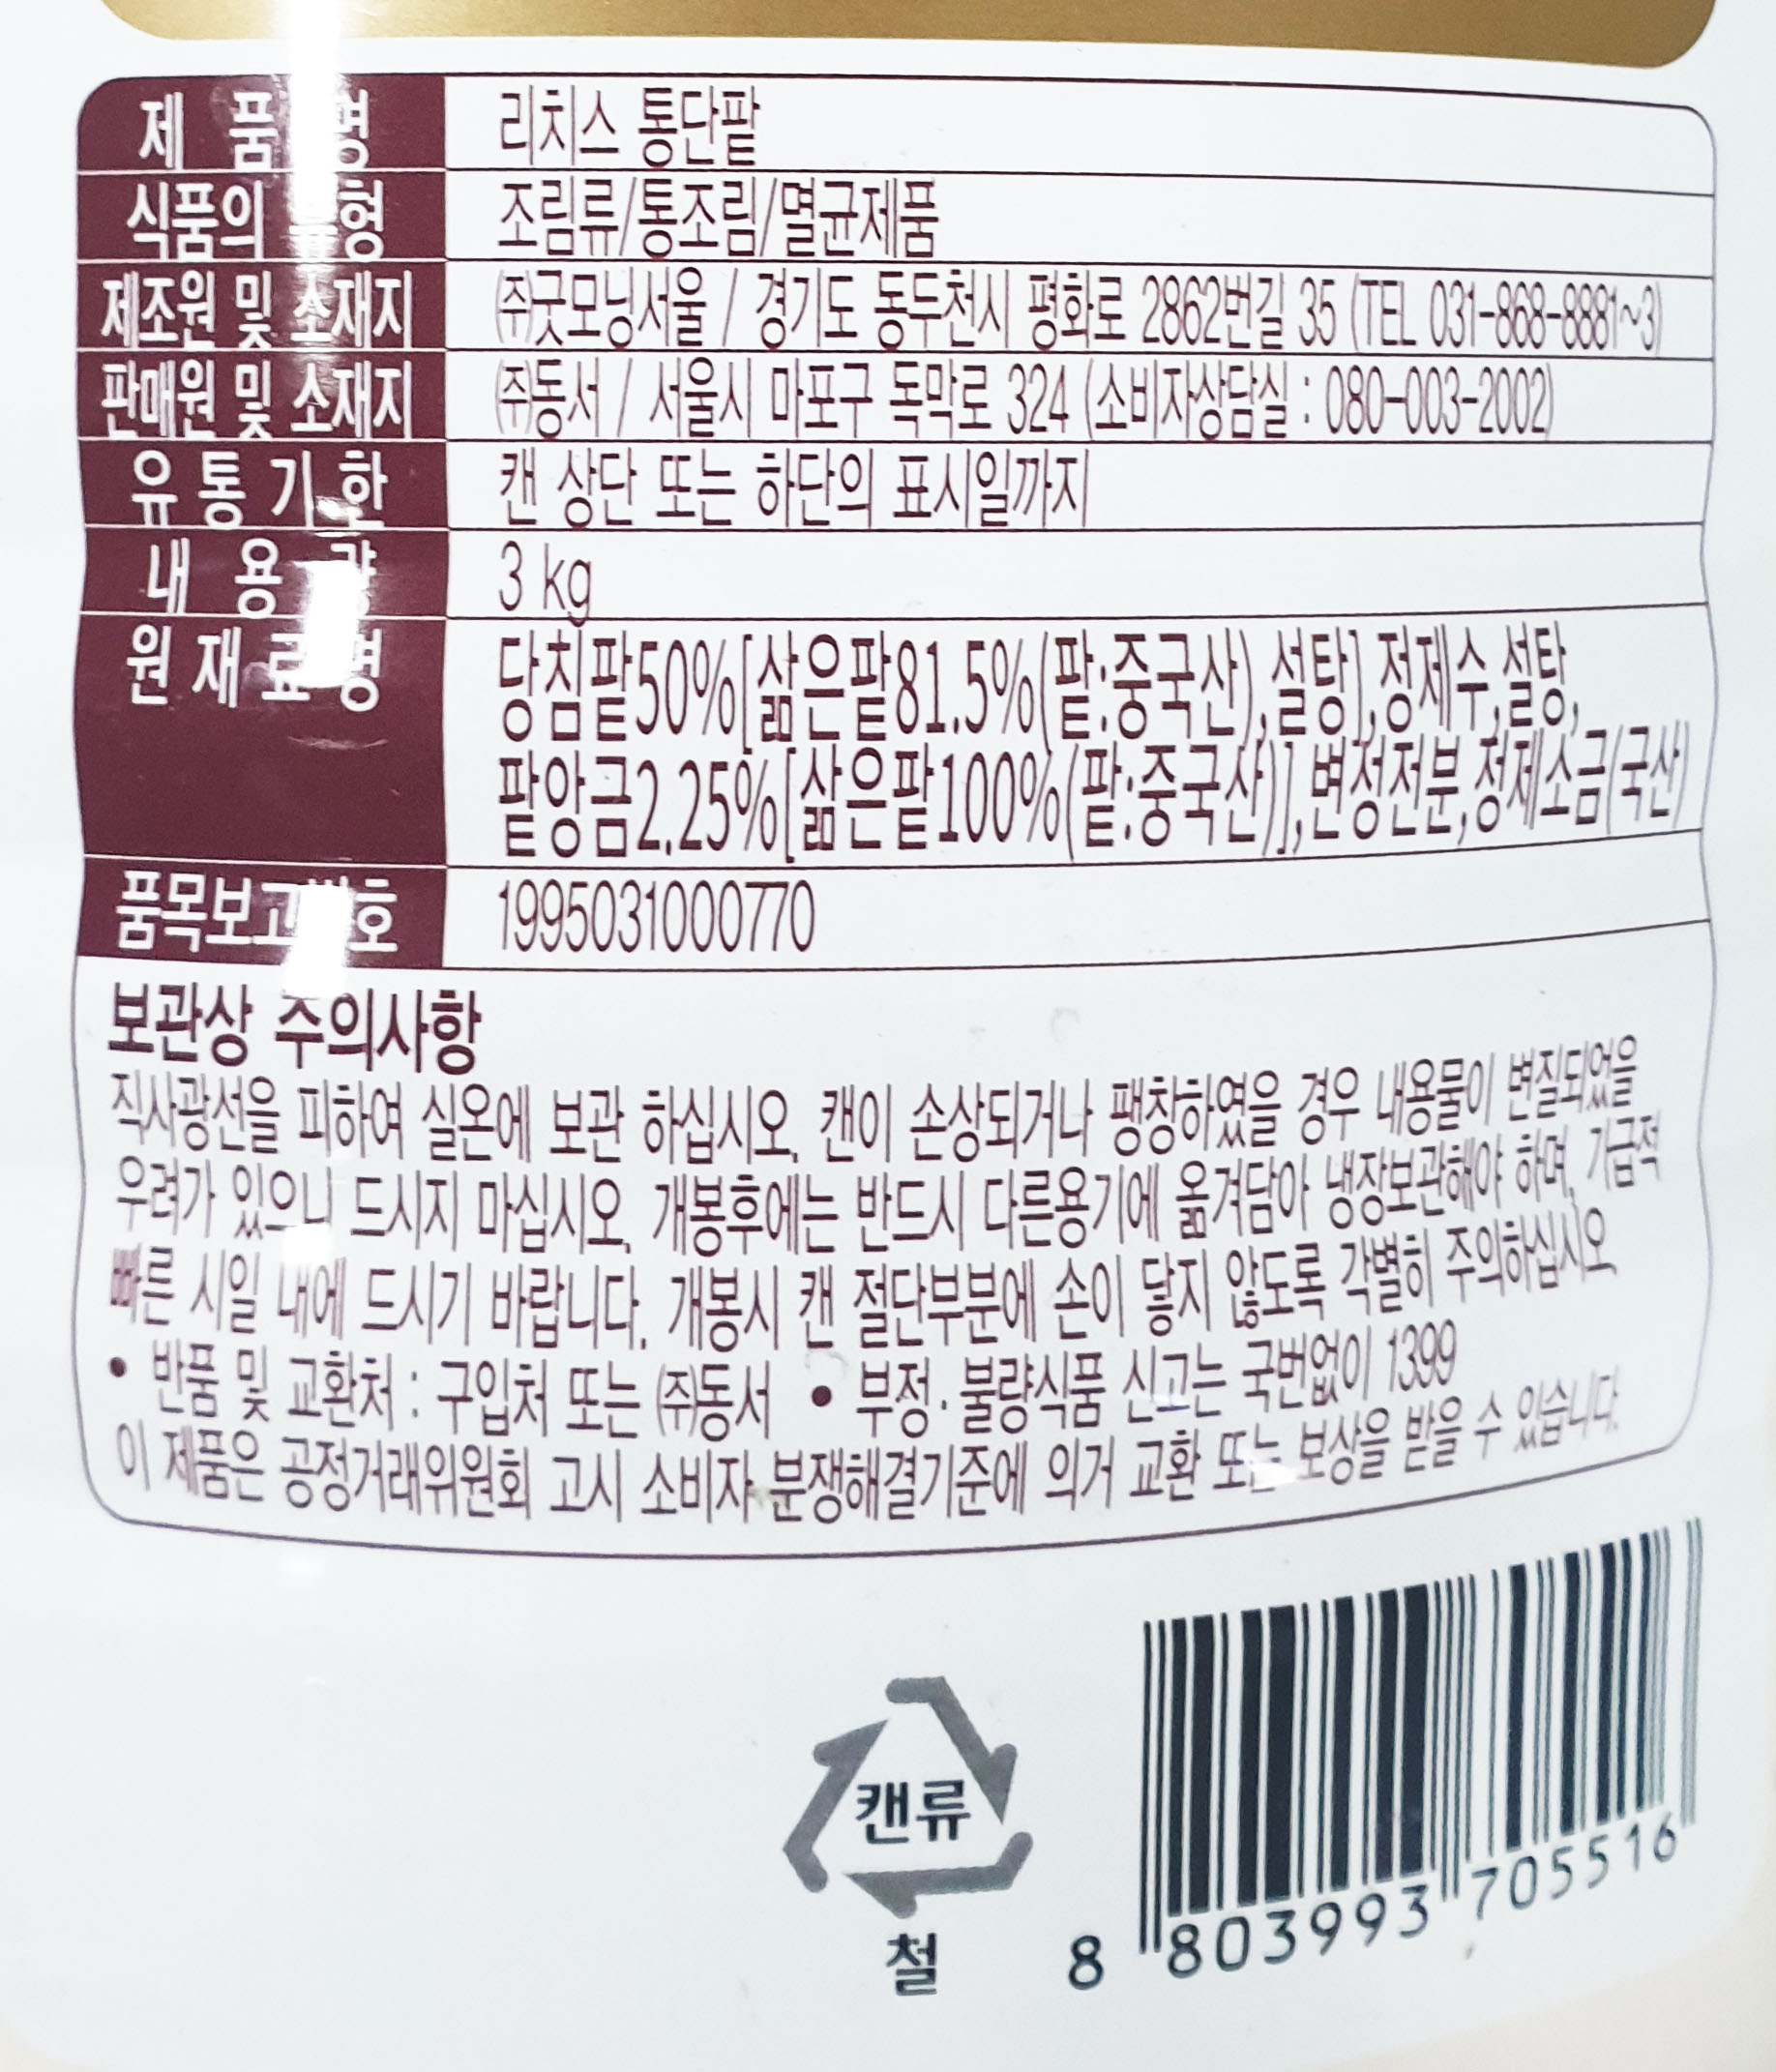 제 품 명 리치스 통단팥
식품의 유형 조림류/통조림/멸균제품
제조원 및 소재지 ㈜굿모닝서울 / 경기도 동두천시 평화로 2862번길 35 (TEL 031-868-8881~3)
판매원 및 소재지 ㈜동서 / 서울시 마포구 독막로 324 (소비자상담실 : 080-003-2002)
유 통 기 한 캔 상단 또는 하단의 표시일까지
내 용 량 3 kg
원 재 료 명 당침팥50%[삶은팥81.5%(팥:중국산),설탕],정제수,설탕,
팥앙금2.25%[삶은팥100%(팥:중국산)],변성전분,정제소금(국산)
품목보고번호 1995031000770
보관상 주의사항
직사광선을 피하여 실온에 보관 하십시오. 캔이 손상되거나 팽창하였을 경우 내용물이 변질되었을
우려가 있으니 드시지 마십시오. 개봉후에는 반드시 다른용기에 옮겨담아 냉장보관해야 하며, 가급적
빠른 시일 내에 드시기 바랍니다. 개봉시 캔 절단부분에 손이 닿지 않도록 각별히 주의하십시오
• 반품 및 교환처 : 구입처 또는 ㈜동서 • 부정·불량식품 신고는 국번없이 1399
이 제품은 공정거래위원회 고시 소비자 분쟁해결기준에 의거 교환 또는 보상을 받을 수 있습니다.
캔류
철
8 803993 705516